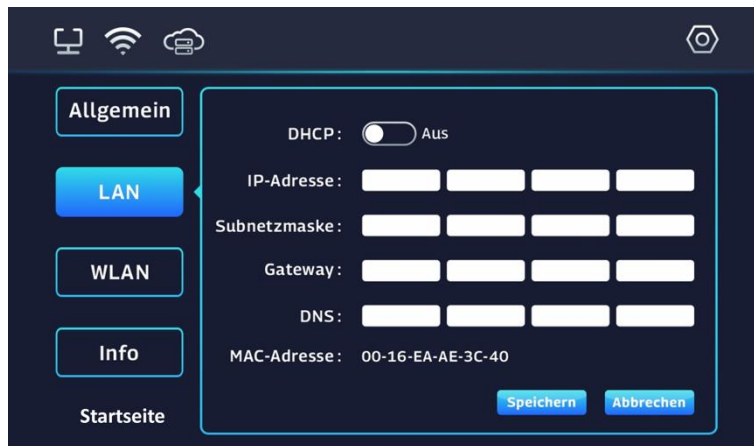 Allgemein
LAN
WLAN
Info
Startseite
DHCP: Aus
IP-Adresse:
Subnetzmaske:
Gateway:
DNS:
MAC-Adresse: 00-16-EA-AE-3C-40
Speichern Abbrechen